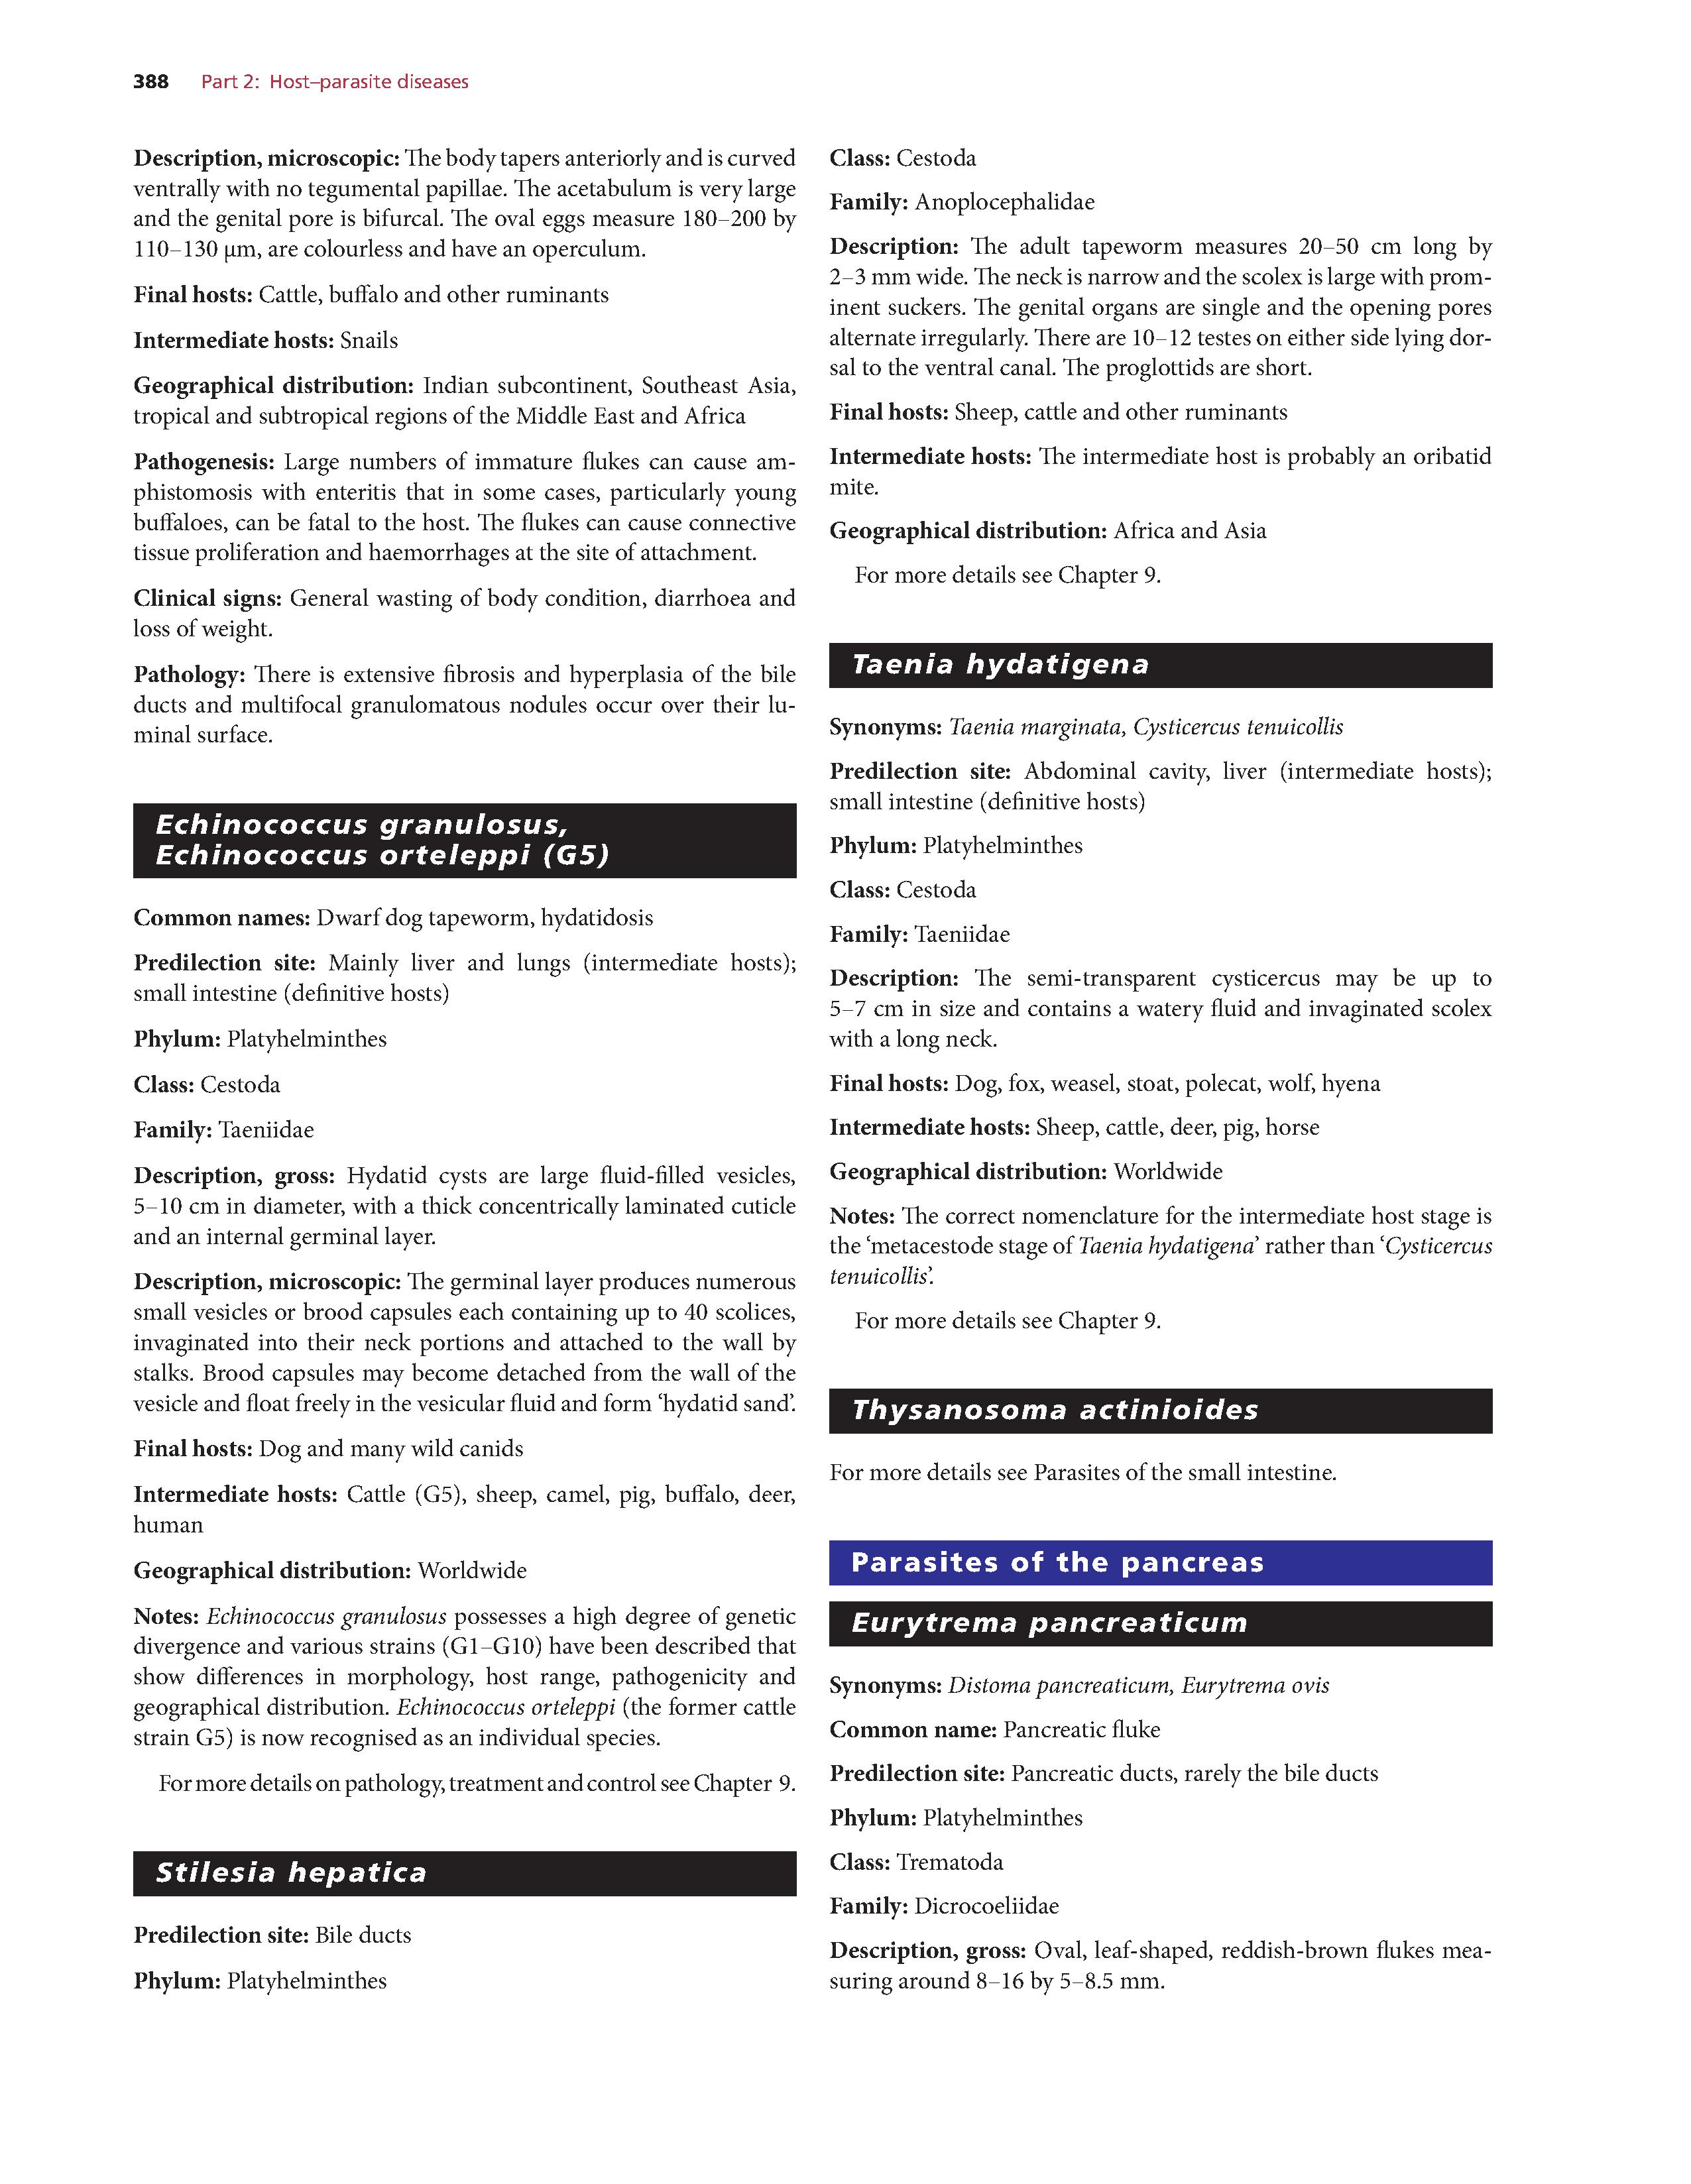 388 Part 2: Host–parasite diseases
Description, microscopic: The body tapers anteriorly and is curved
ventrally with no tegumental papillae. The acetabulum is very large
and the genital pore is bifurcal. The oval eggs measure 180–200 by
110–130 μm, are colourless and have an operculum.
Final hosts: Cattle, buffalo and other ruminants
Intermediate hosts: Snails
Geographical distribution: Indian subcontinent, Southeast Asia,
tropical and subtropical regions of the Middle East and Africa
Pathogenesis: Large numbers of immature flukes can cause am-
phistomosis with enteritis that in some cases, particularly young
buffaloes, can be fatal to the host. The flukes can cause connective
tissue proliferation and haemorrhages at the site of attachment.
Clinical signs: General wasting of body condition, diarrhoea and
loss of weight.
Pathology: There is extensive fibrosis and hyperplasia of the bile
ducts and multifocal granulomatous nodules occur over their lu-
minal surface.
Echinococcus granulosus,
Echinococcus orteleppi (G5)
Common names: Dwarf dog tapeworm, hydatidosis
Predilection site: Mainly liver and lungs (intermediate hosts);
small intestine (definitive hosts)
Phylum: Platyhelminthes
Class: Cestoda
Family: Taeniidae
Description, gross: Hydatid cysts are large fluid-filled vesicles,
5–10 cm in diameter, with a thick concentrically laminated cuticle
and an internal germinal layer.
Description, microscopic: The germinal layer produces numerous
small vesicles or brood capsules each containing up to 40 scolices,
invaginated into their neck portions and attached to the wall by
stalks. Brood capsules may become detached from the wall of the
vesicle and float freely in the vesicular fluid and form ‘hydatid sand’.
Final hosts: Dog and many wild canids
Intermediate hosts: Cattle (G5), sheep, camel, pig, buffalo, deer,
human
Geographical distribution: Worldwide
Notes: Echinococcus granulosus possesses a high degree of genetic
divergence and various strains (G1–G10) have been described that
show differences in morphology, host range, pathogenicity and
geographical distribution. Echinococcus orteleppi (the former cattle
strain G5) is now recognised as an individual species.
For more details on pathology, treatment and control see Chapter 9.
Stilesia hepatica
Predilection site: Bile ducts
Phylum: Platyhelminthes
Class: Cestoda
Family: Anoplocephalidae
Description: The adult tapeworm measures 20–50 cm long by
2–3 mm wide. The neck is narrow and the scolex is large with prom-
inent suckers. The genital organs are single and the opening pores
alternate irregularly. There are 10–12 testes on either side lying dor-
sal to the ventral canal. The proglottids are short.
Final hosts: Sheep, cattle and other ruminants
Intermediate hosts: The intermediate host is probably an oribatid
mite.
Geographical distribution: Africa and Asia
For more details see Chapter 9.
Taenia hydatigena
Synonyms: Taenia marginata, Cysticercus tenuicollis
Predilection site: Abdominal cavity, liver (intermediate hosts);
small intestine (definitive hosts)
Phylum: Platyhelminthes
Class: Cestoda
Family: Taeniidae
Description: The semi-transparent cysticercus may be up to
5–7 cm in size and contains a watery fluid and invaginated scolex
with a long neck.
Final hosts: Dog, fox, weasel, stoat, polecat, wolf, hyena
Intermediate hosts: Sheep, cattle, deer, pig, horse
Geographical distribution: Worldwide
Notes: The correct nomenclature for the intermediate host stage is
the ‘metacestode stage of Taenia hydatigena’ rather than ‘Cysticercus
tenuicollis’.
For more details see Chapter 9.
Thysanosoma actinioides
For more details see Parasites of the small intestine.
Parasites of the pancreas
Eurytrema pancreaticum
Synonyms: Distoma pancreaticum, Eurytrema ovis
Common name: Pancreatic fluke
Predilection site: Pancreatic ducts, rarely the bile ducts
Phylum: Platyhelminthes
Class: Trematoda
Family: Dicrocoeliidae
Description, gross: Oval, leaf-shaped, reddish-brown flukes mea-
suring around 8–16 by 5–8.5 mm.